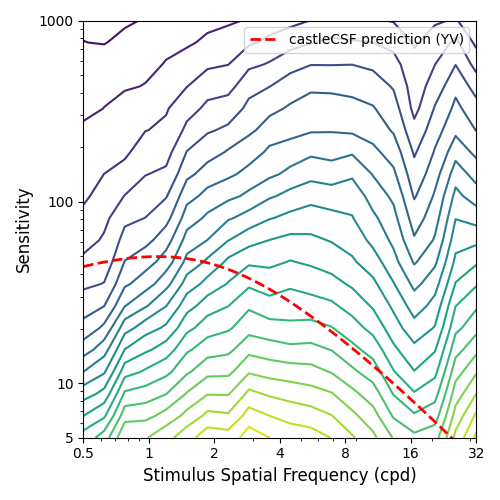 1000
castleCSF prediction (YV)
Sensitivity
100
10
5
0.5 1 2 4 8 16 32
Stimulus Spatial Frequency (cpd)